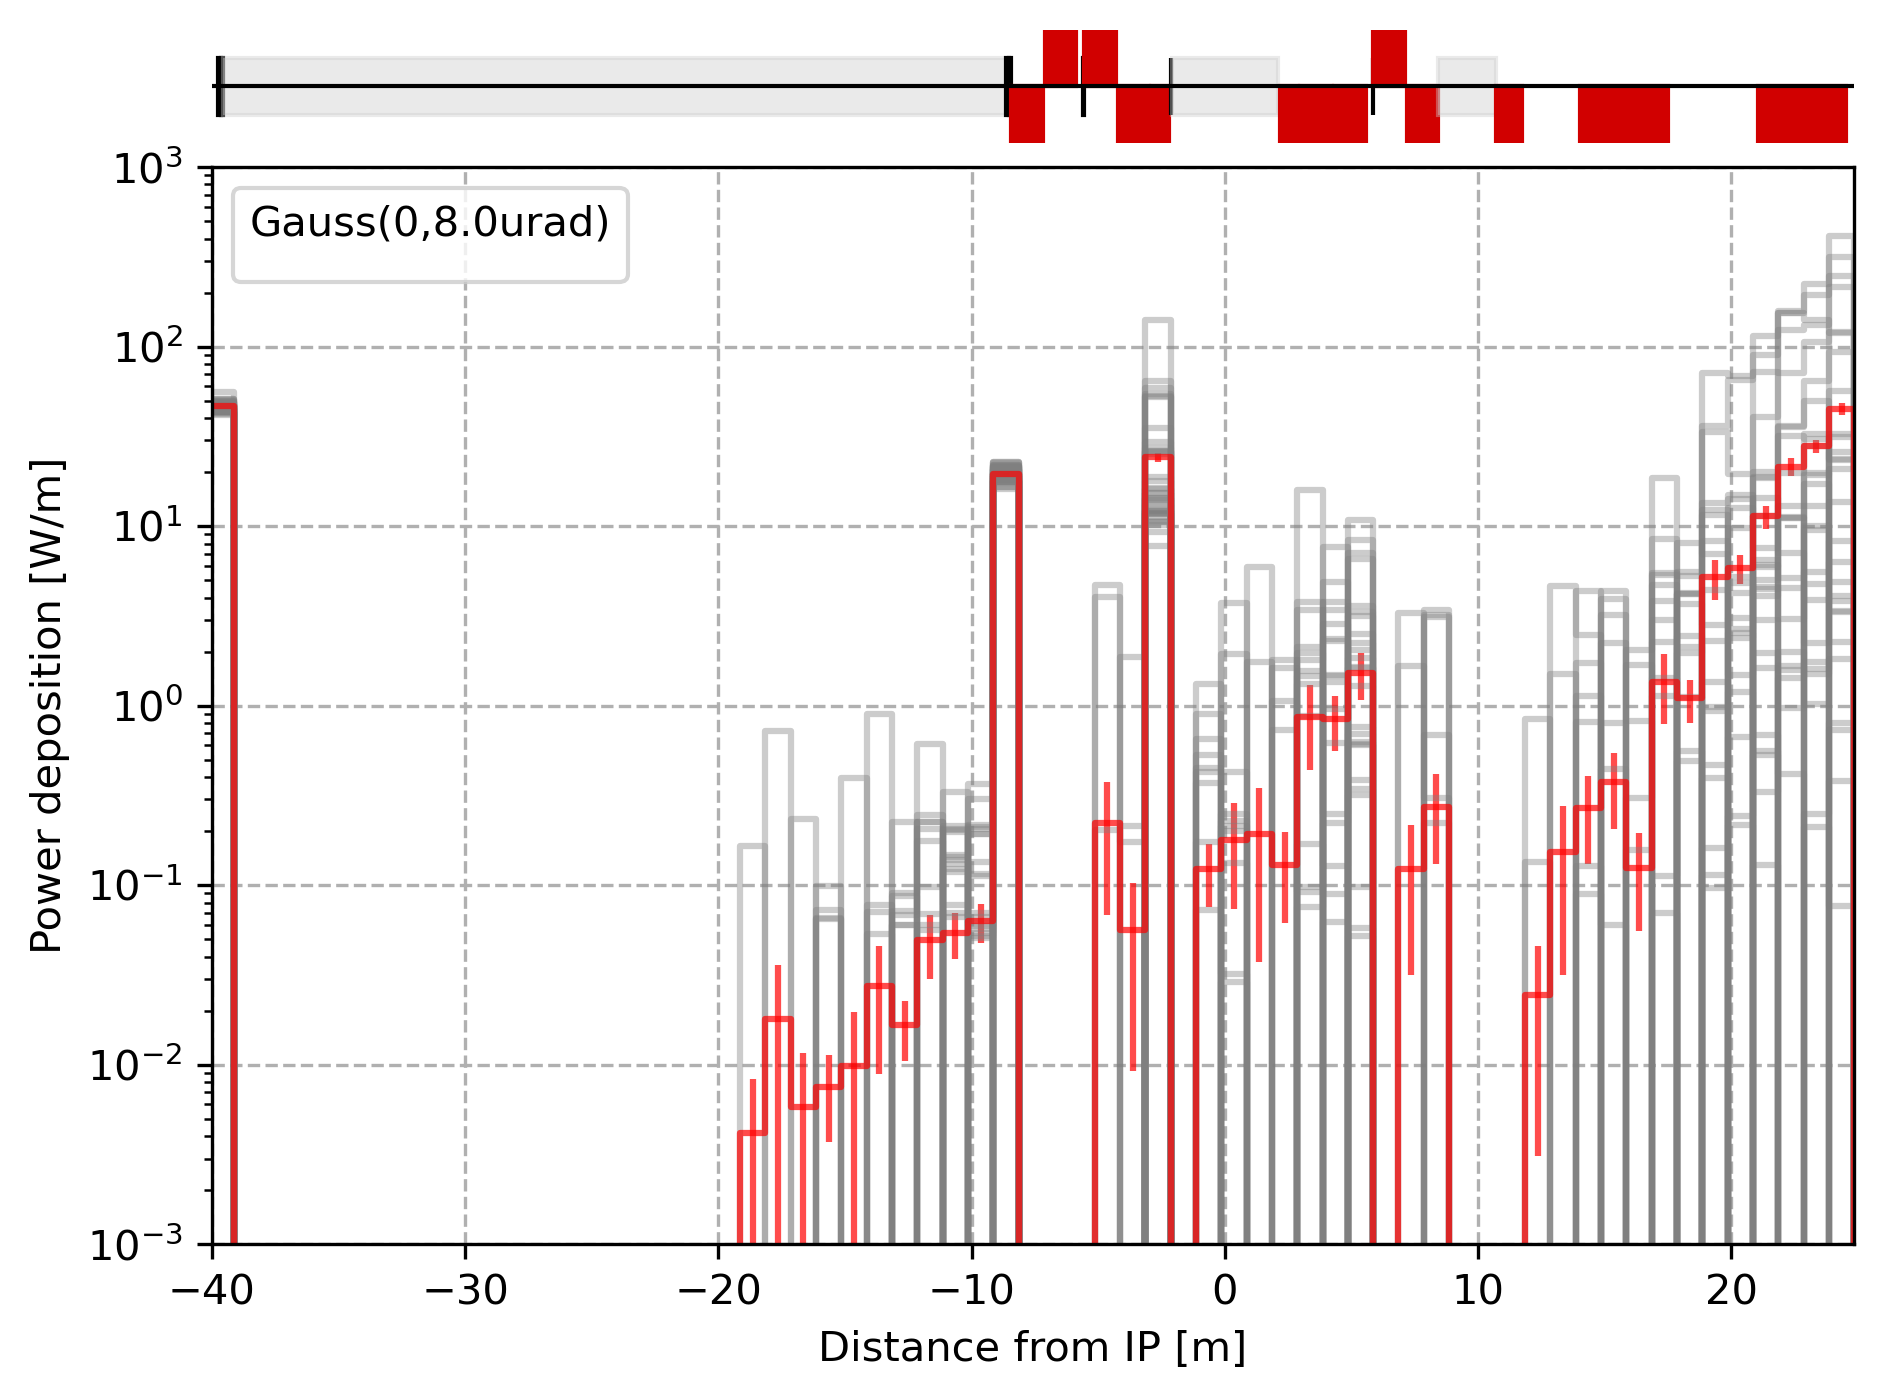 10³
Gauss(0,8.0urad)
10²
10¹
10⁰
10⁻¹
10⁻²
10⁻³
Power deposition [W/m]
−40 −30 −20 −10 0 10 20
Distance from IP [m]